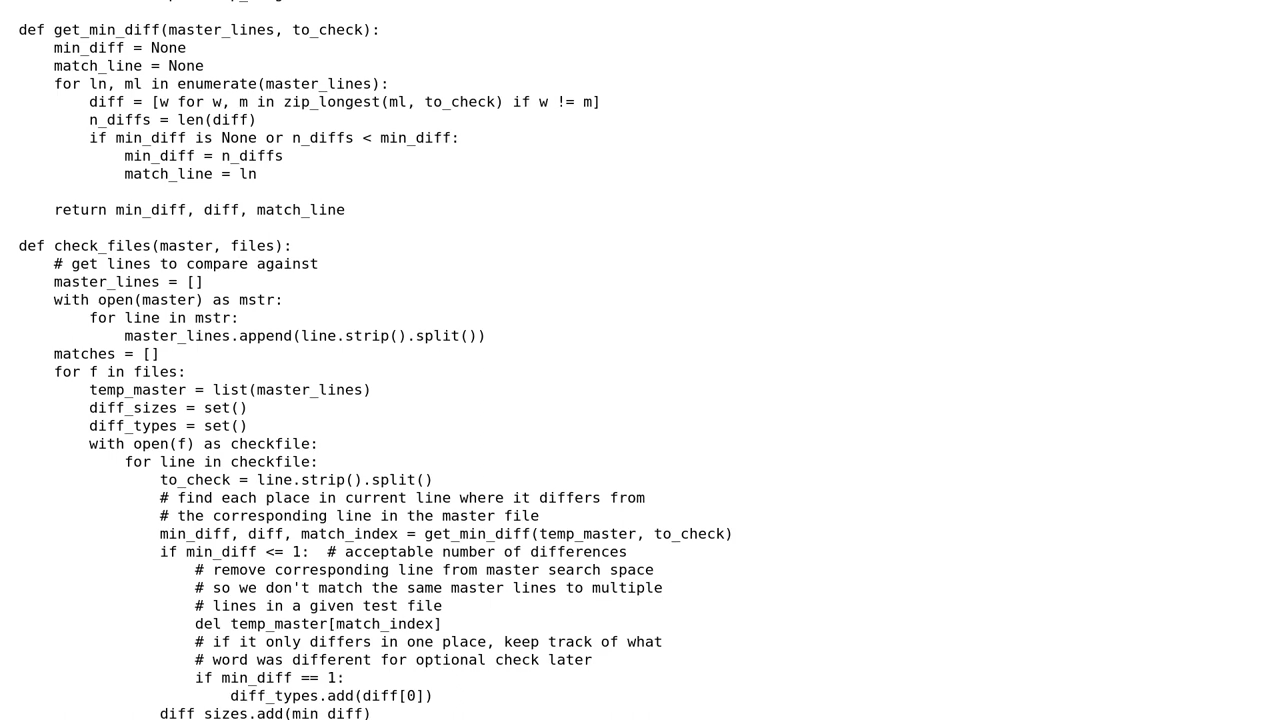 def get_min_diff(master_lines, to_check):
    min_diff = None
    match_line = None
    for ln, ml in enumerate(master_lines):
        diff = [w for w, m in zip_longest(ml, to_check) if w != m]
        n_diffs = len(diff)
        if min_diff is None or n_diffs < min_diff:
            min_diff = n_diffs
            match_line = ln

    return min_diff, diff, match_line

def check_files(master, files):
    # get lines to compare against
    master_lines = []
    with open(master) as mstr:
        for line in mstr:
            master_lines.append(line.strip().split())
    matches = []
    for f in files:
        temp_master = list(master_lines)
        diff_sizes = set()
        diff_types = set()
        with open(f) as checkfile:
            for line in checkfile:
                to_check = line.strip().split()
                # find each place in current line where it differs from
                # the corresponding line in the master file
                min_diff, diff, match_index = get_min_diff(temp_master, to_check)
                if min_diff <= 1:  # acceptable number of differences
                    # remove corresponding line from master search space
                    # so we don't match the same master lines to multiple
                    # lines in a given test file
                    del temp_master[match_index]
                    # if it only differs in one place, keep track of what
                    # word was different for optional check later
                    if min_diff == 1:
                        diff_types.add(diff[0])
                diff_sizes.add(min_diff)